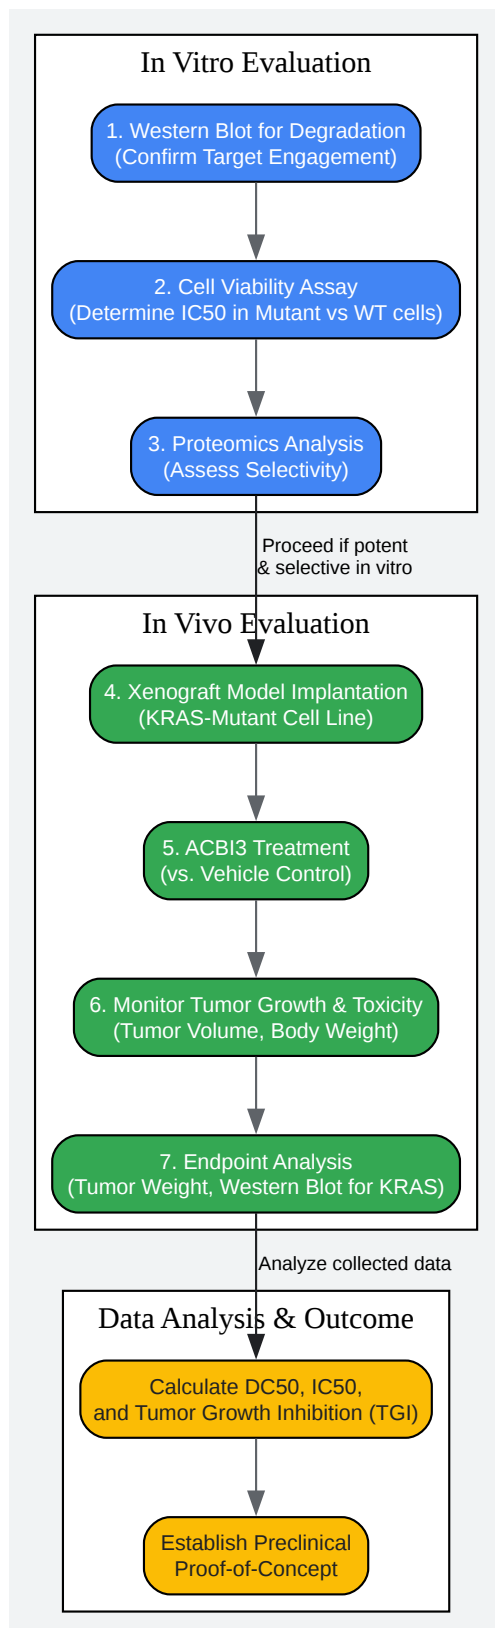 In Vitro Evaluation
1. Western Blot for Degradation
(Confirm Target Engagement)
2. Cell Viability Assay
(Determine IC50 in Mutant vs WT cells)
3. Proteomics Analysis
(Assess Selectivity)
Proceed if potent
& selective in vitro
In Vivo Evaluation
4. Xenograft Model Implantation
(KRAS-Mutant Cell Line)
5. ACBI3 Treatment
(vs. Vehicle Control)
6. Monitor Tumor Growth & Toxicity
(Tumor Volume, Body Weight)
7. Endpoint Analysis
(Tumor Weight, Western Blot for KRAS)
Analyze collected data
Data Analysis & Outcome
Calculate DC50, IC50,
and Tumor Growth Inhibition (TGI)
Establish Preclinical
Proof-of-Concept